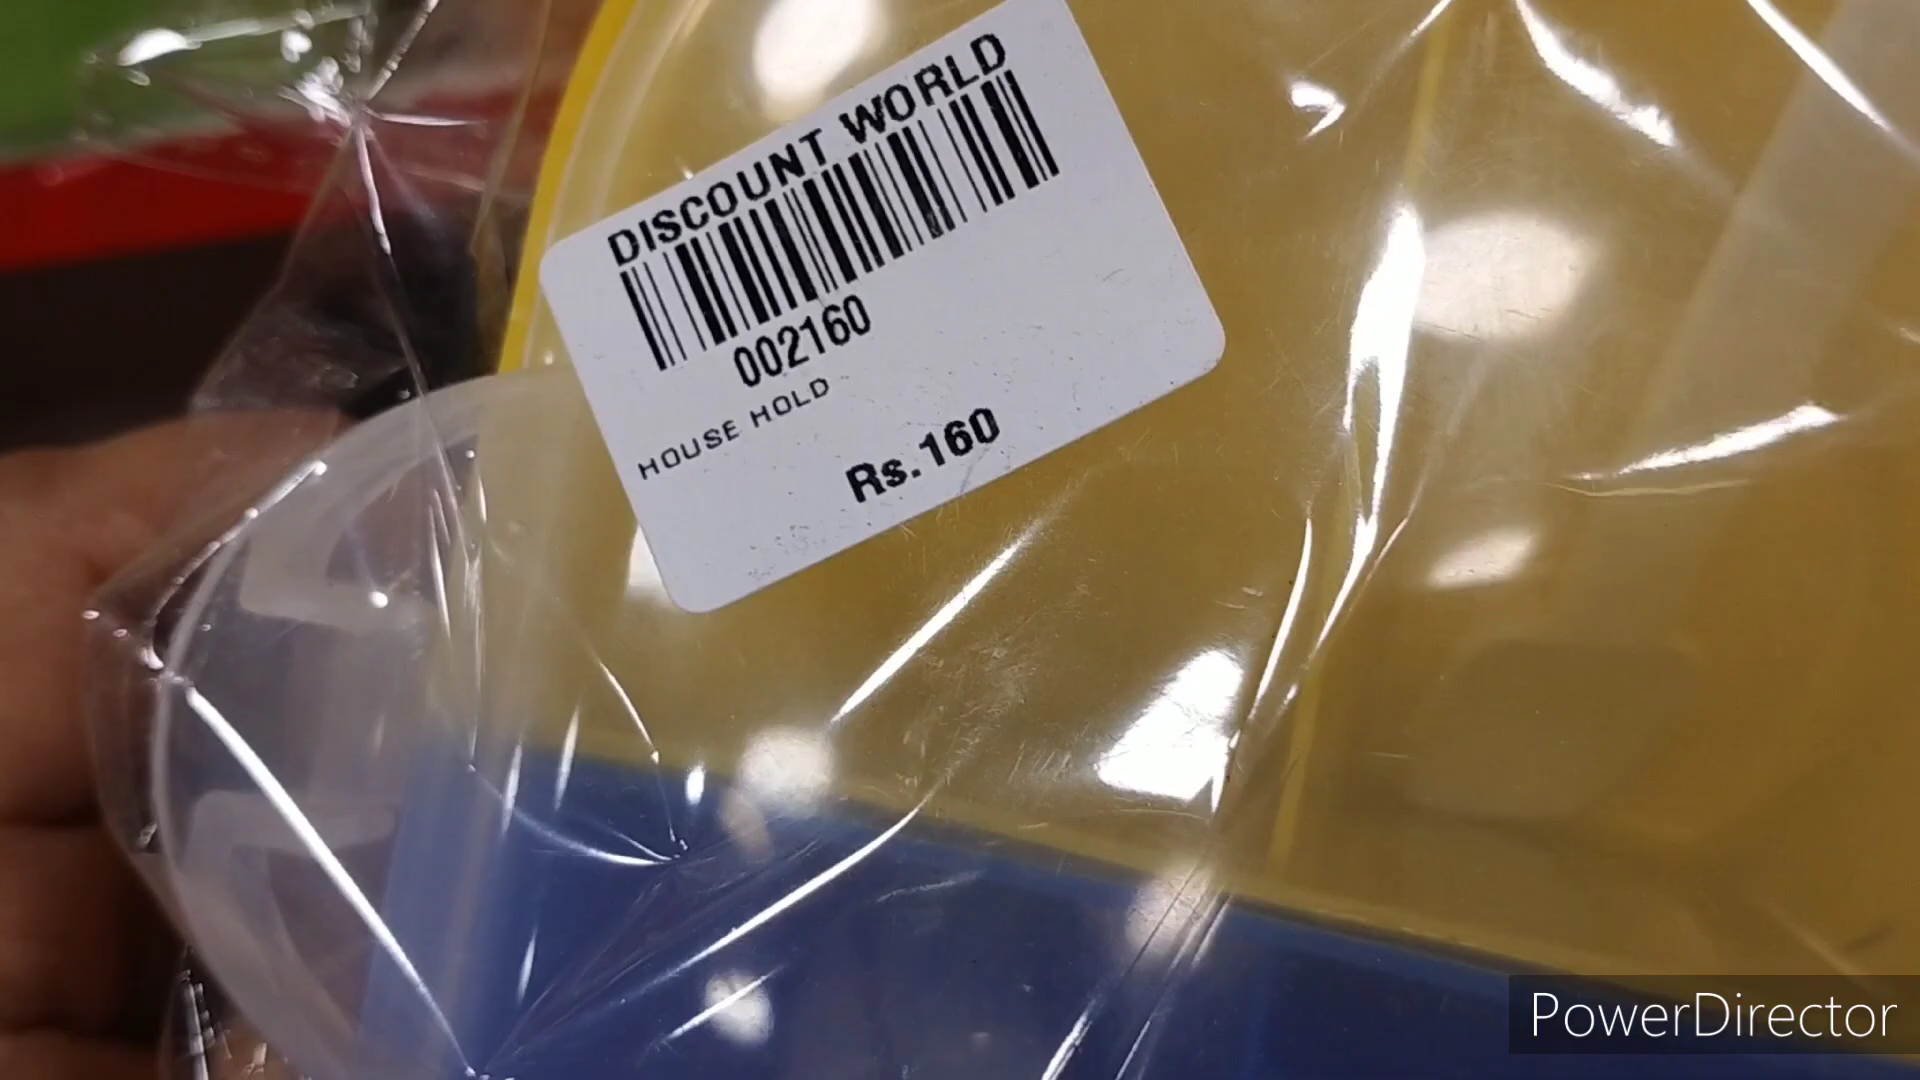 DISCOUNT WORLD
002160
HOUSE HOLD
Rs.160
PowerDirector